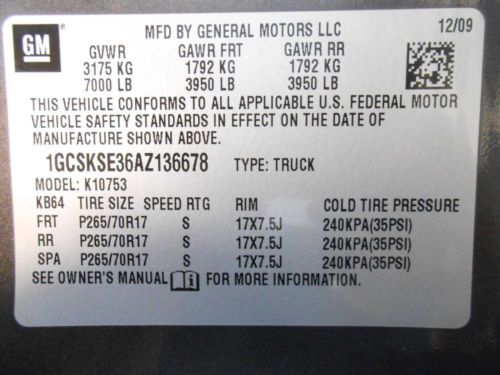 GM MFD BY GENERAL MOTORS LLC 12/09
GVWR GAWR FRT GAWR RR
3175 KG 1792 KG 1792 KG
7000 LB 3950 LB 3950 LB
THIS VEHICLE CONFORMS TO ALL APPLICABLE U.S. FEDERAL MOTOR
VEHICLE SAFETY STANDARDS IN EFFECT ON THE DATE OF
MANUFACTURE SHOWN ABOVE.
1GCSKSE36AZ136678 TYPE: TRUCK
MODEL: K10753
KB64 TIRE SIZE SPEED RTG RIM COLD TIRE PRESSURE
FRT P265/70R17 S 17X7.5J 240KPA(35PSI)
RR P265/70R17 S 17X7.5J 240KPA(35PSI)
SPA P265/70R17 S 17X7.5J 240KPA(35PSI)
SEE OWNER'S MANUAL FOR MORE INFORMATION.